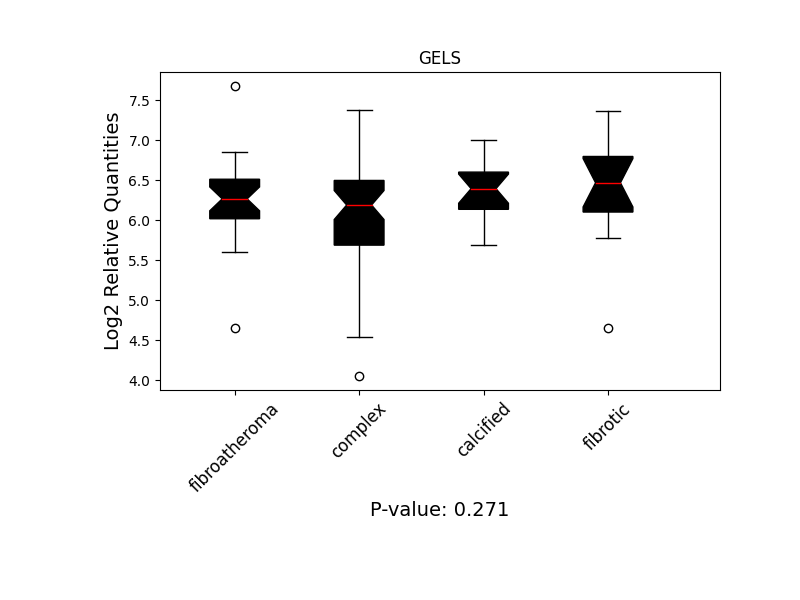 GELS
Log2 Relative Quantities
7.5
7.0
6.5
6.0
5.5
5.0
4.5
4.0
fibroatheroma
complex
calcified
fibrotic
P-value: 0.271